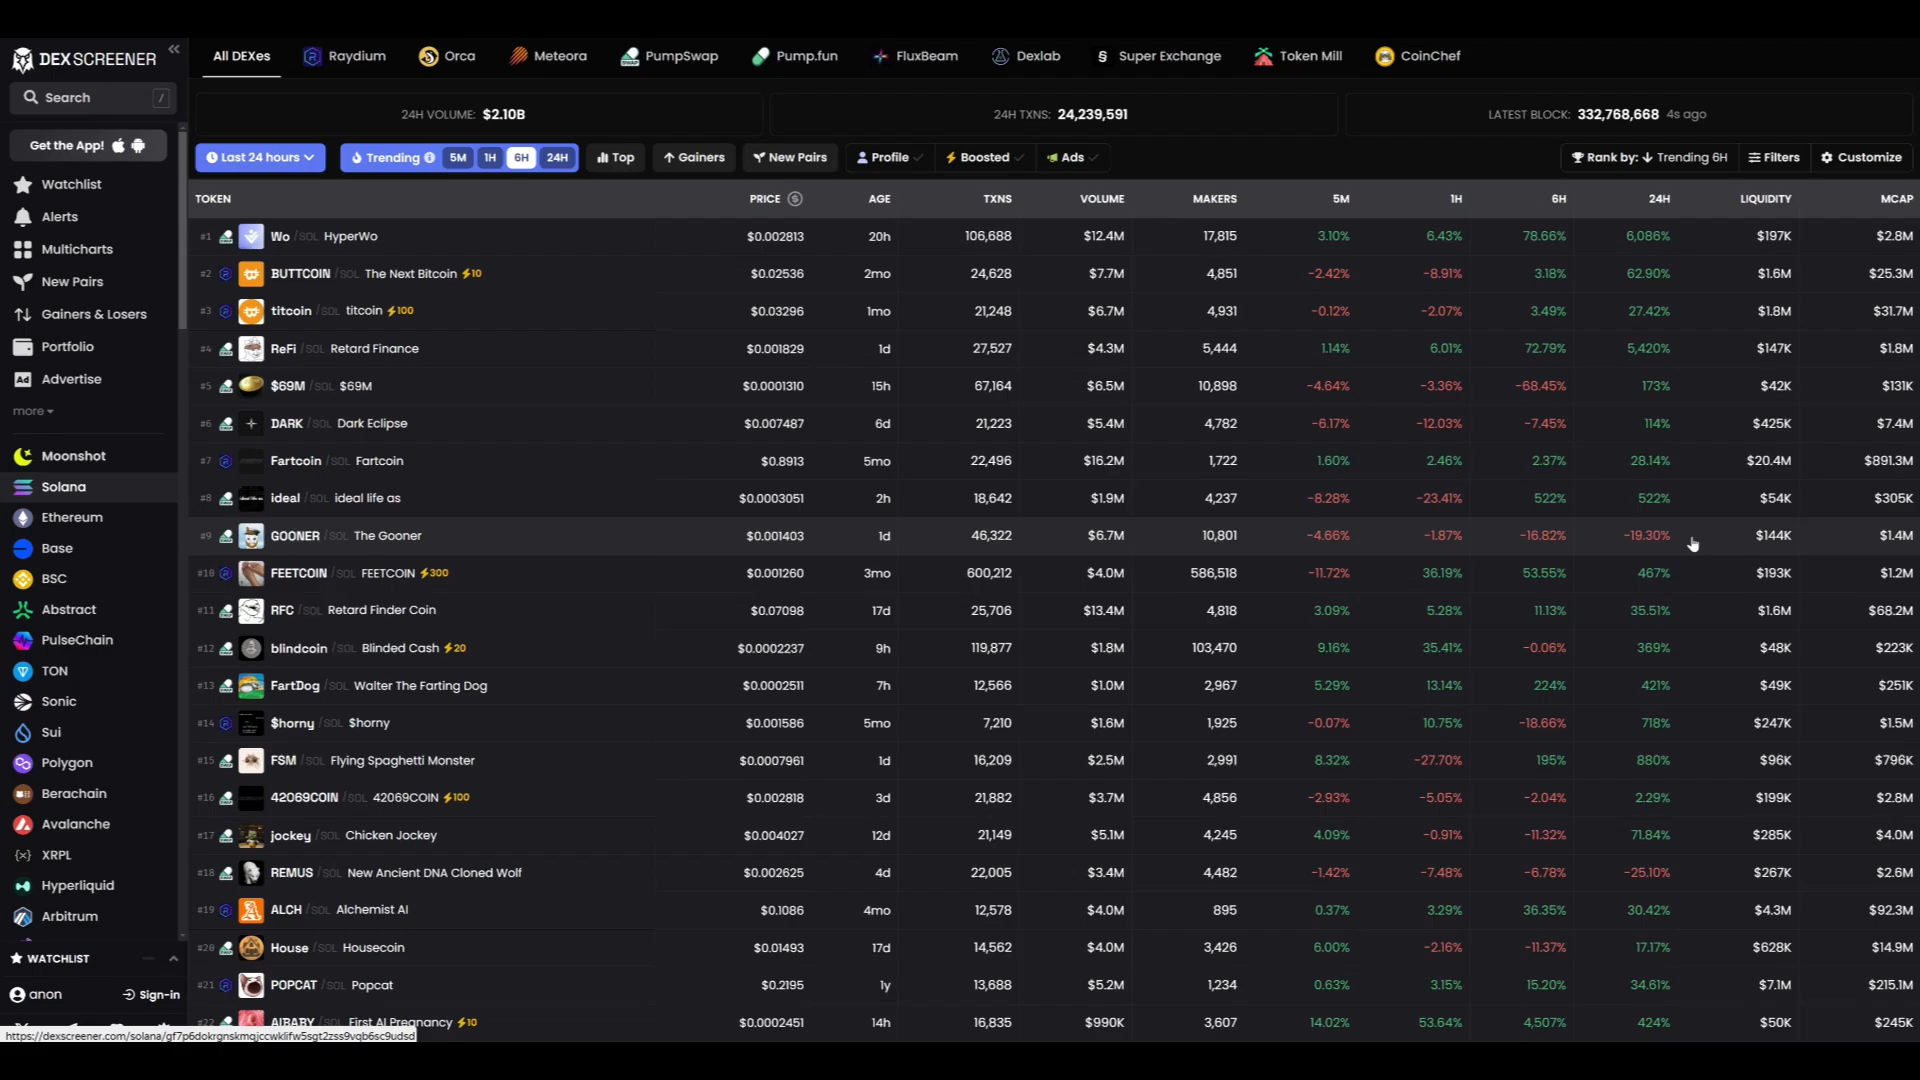 DEX SCREENER
Search /
Get the App!
Watchlist
Alerts
Multicharts
New Pairs
Gainers & Losers
Portfolio
Ad Advertise
more
Moonshot
Solana
Ethereum
Base
BSC
Abstract
PulseChain
TON
Sonic
Sui
Polygon
Berachain
Avalanche
XRPL
Hyperliquid
Arbitrum
WATCHLIST
anon Sign-in
All DEXes Raydium Orca Meteora PumpSwap Pump.fun FluxBeam Dexlab Super Exchange Token Mill CoinChef
24H VOLUME: $2.10B 24H TXNS: 24,239,591 LATEST BLOCK: 332,768,668 4s ago
Last 24 hours Trending 5M 1H 6H 24H Top Gainers New Pairs Profile Boosted Ads Rank by: Trending 6H Filters Customize
TOKEN PRICE AGE TXNS VOLUME MAKERS 5M 1H 6H 24H LIQUIDITY MCAP
#1 Wo /SOL HyperWo $0.002813 20h 106,688 $12.4M 17,815 3.10% 6.43% 78.66% 6,086% $197K $2.8M
#2 BUTTCOIN /SOL The Next Bitcoin 10 $0.02536 2mo 24,628 $7.7M 4,851 -2.42% -8.91% 3.18% 62.90% $1.6M $25.3M
#3 titcoin /SOL titcoin 100 $0.03296 1mo 21,248 $6.7M 4,931 -0.12% -2.07% 3.49% 27.42% $1.8M $31.7M
#4 ReFi /SOL Retard Finance $0.001829 1d 27,527 $4.3M 5,444 1.14% 6.01% 72.79% 5,420% $147K $1.8M
#5 $69M /SOL $69M $0.0001310 15h 67,164 $6.5M 10,898 -4.64% -3.36% -68.45% 173% $42K $131K
#6 DARK /SOL Dark Eclipse $0.007487 6d 21,223 $5.4M 4,782 -6.17% -12.03% -7.45% 114% $425K $7.4M
#7 Fartcoin /SOL Fartcoin $0.8913 5mo 22,496 $16.2M 1,722 1.60% 2.46% 2.37% 28.14% $20.4M $891.3M
#8 ideal /SOL ideal life as $0.0003051 2h 18,642 $1.9M 4,237 -8.28% -23.41% 522% 522% $54K $305K
#9 GOONER /SOL The Gooner $0.001403 1d 46,322 $6.7M 10,801 -4.66% -1.87% -16.82% -19.30% $144K $1.4M
#10 FEETCOIN /SOL FEETCOIN 300 $0.001260 3mo 600,212 $4.0M 586,518 -11.72% 36.19% 53.55% 467% $193K $1.2M
#11 RFC /SOL Retard Finder Coin $0.07098 17d 25,706 $13.4M 4,818 3.09% 5.28% 11.13% 35.51% $1.6M $68.2M
#12 blindcoin /SOL Blinded Cash 20 $0.0002237 9h 119,877 $1.8M 103,470 9.16% 35.41% -0.06% 369% $48K $223K
#13 FartDog /SOL Walter The Farting Dog $0.0002511 7h 12,566 $1.0M 2,967 5.29% 13.14% 224% 421% $49K $251K
#14 $horny /SOL $horny $0.001586 5mo 7,210 $1.6M 1,925 -0.07% 10.75% -18.66% 718% $247K $1.5M
#15 FSM /SOL Flying Spaghetti Monster $0.0007961 1d 16,209 $2.5M 2,991 8.32% -27.70% 195% 880% $96K $796K
#16 42069COIN /SOL 42069COIN 100 $0.002818 3d 21,882 $3.7M 4,856 -2.93% -5.05% -2.04% 2.29% $199K $2.8M
#17 jockey /SOL Chicken Jockey $0.004027 12d 21,149 $5.1M 4,245 4.09% -0.91% -11.32% 71.84% $285K $4.0M
#18 REMUS /SOL New Ancient DNA Cloned Wolf $0.002625 4d 22,005 $3.4M 4,482 -1.42% -7.48% -6.78% -25.10% $267K $2.6M
#19 ALCH /SOL Alchemist AI $0.1086 4mo 12,578 $4.0M 895 0.37% 3.29% 36.35% 30.42% $4.3M $92.3M
#20 House /SOL Housecoin $0.01493 17d 14,562 $4.0M 3,426 6.00% -2.16% -11.37% 17.17% $628K $14.9M
#21 POPCAT /SOL Popcat $0.2195 1y 13,688 $5.2M 1,234 0.63% 3.15% 15.20% 34.61% $7.1M $215.1M
#22 AIBABY /SOL First AI Pregnancy 10 $0.0002451 14h 16,835 $990K 3,607 14.02% 53.64% 4,507% 424% $50K $245K
https://dexscreener.com/solana/gf7p6dokrgnskmqjccwklifw5sgt2zss9vqb6sc9udsd